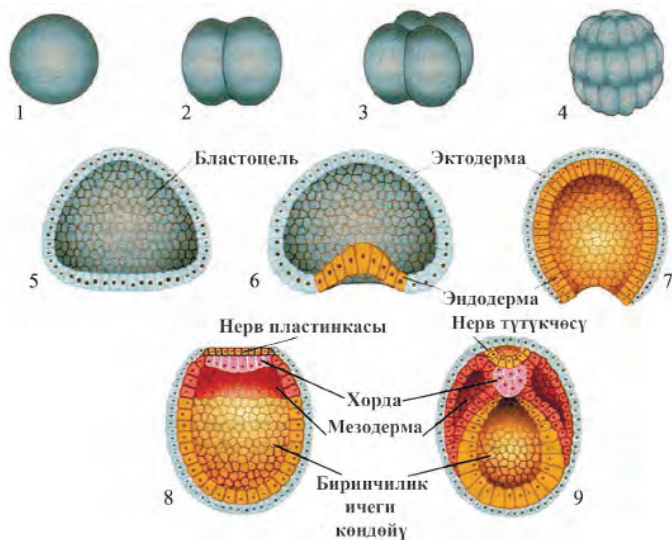 1
2
3
4
Бластоцель
Эктодерма
5
6
7
Эндодерма
Нерв пластинкасы
Нерв түтүкчөсү
Хорда
Мезодерма
8
Биринчилик
ичеги
көңдөйү
9